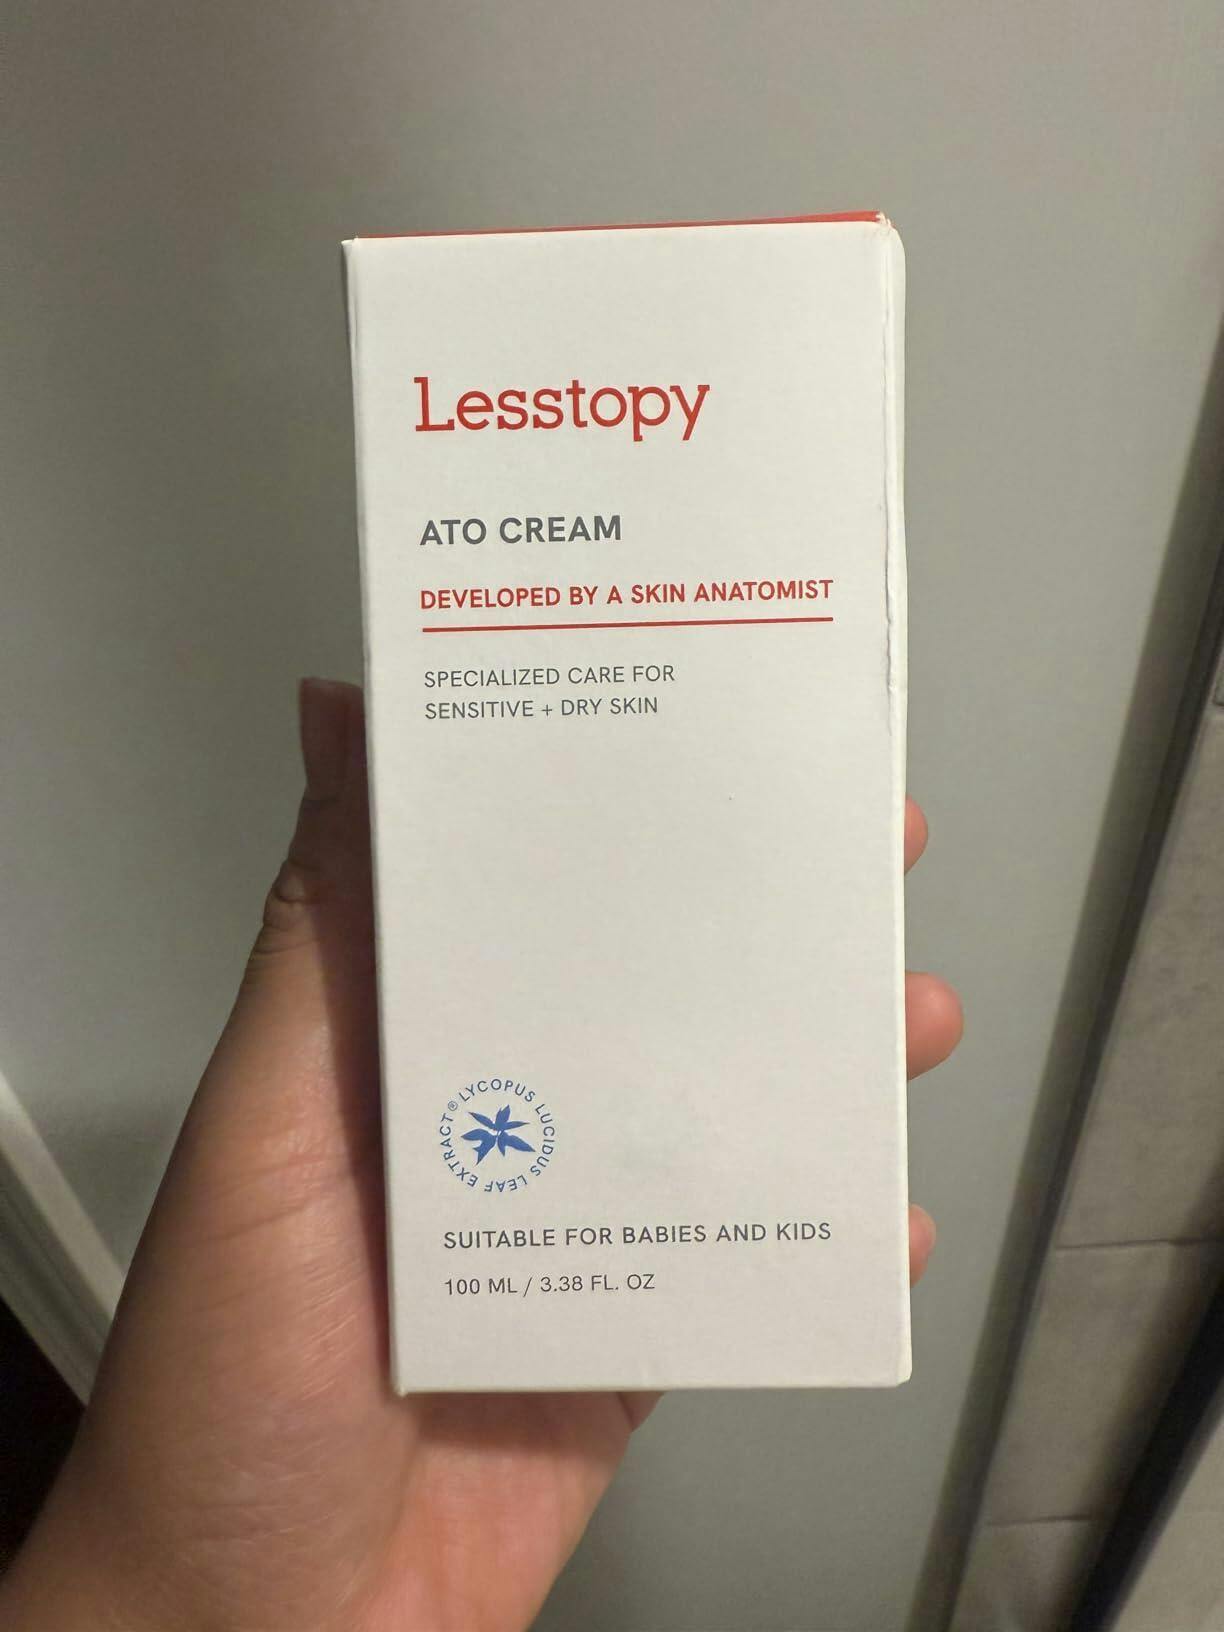 Lesstopy
ATO CREAM
DEVELOPED BY A SKIN ANATOMIST
SPECIALIZED CARE FOR
SENSITIVE + DRY SKIN
LYCOPUS LUCIDUS LEAF EXTRACT®
SUITABLE FOR BABIES AND KIDS
100 ML / 3.38 FL. OZ